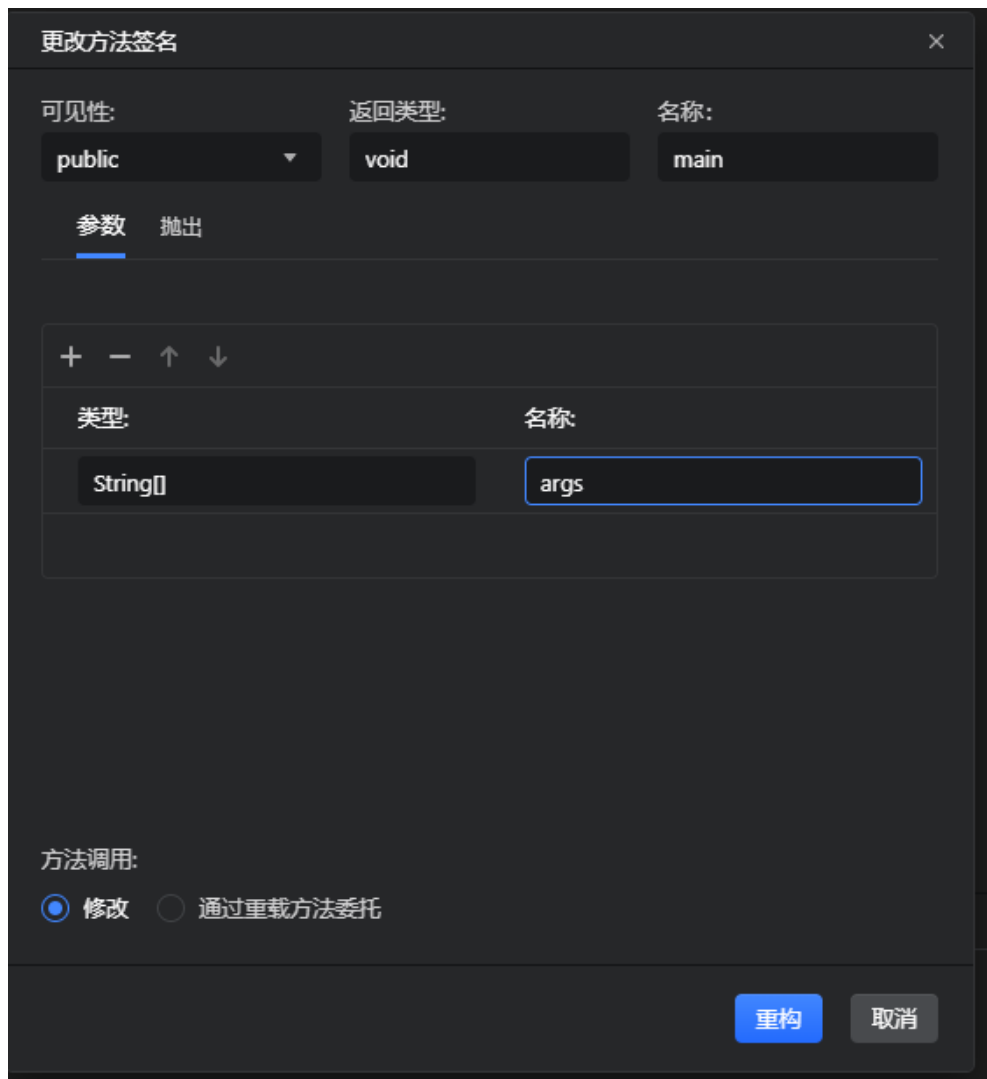 更改方法签名
可见性: 返回类型: 名称:
public void main
参数 抛出
类型: 名称:
String[] args
方法调用:
修改 通过重载方法委托
重构 取消